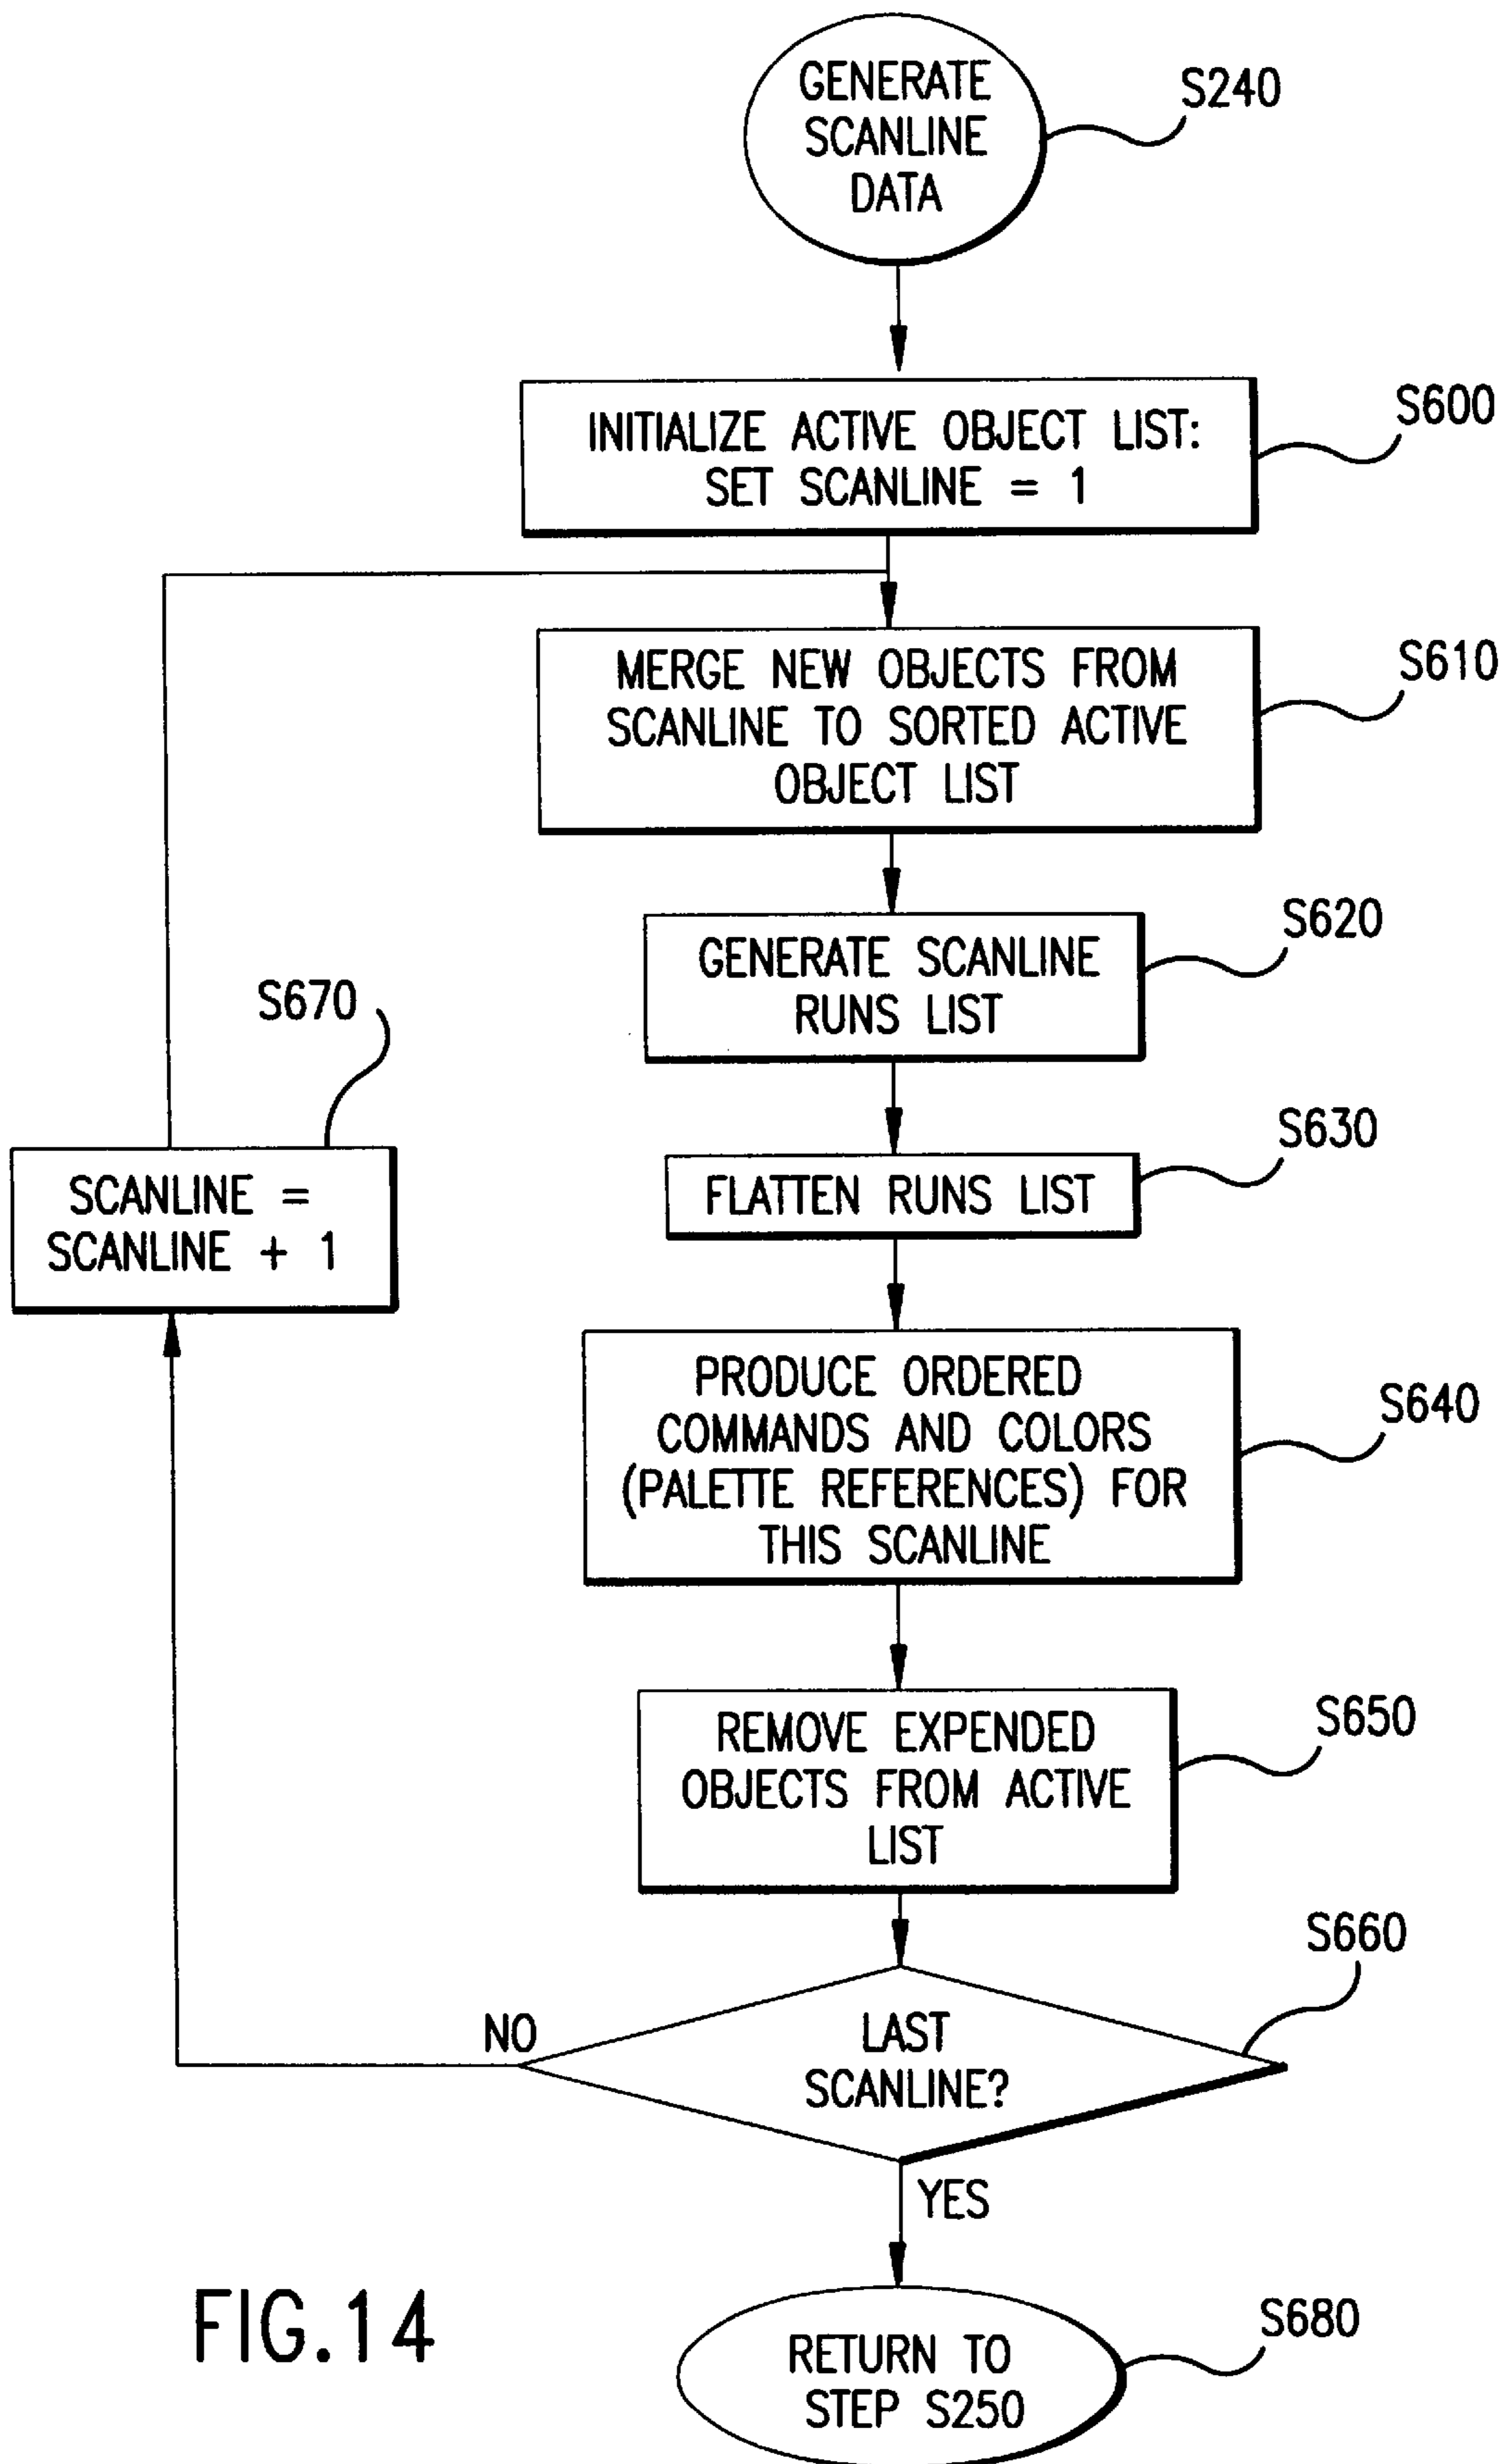 GENERATE
SCANLINE
DATA
S240
INITIALIZE ACTIVE OBJECT LIST:
SET SCANLINE = 1
S600
MERGE NEW OBJECTS FROM
SCANLINE TO SORTED ACTIVE
OBJECT LIST
S610
GENERATE SCANLINE
RUNS LIST
S620
FLATTEN RUNS LIST
S630
S670
SCANLINE =
SCANLINE + 1
PRODUCE ORDERED
COMMANDS AND COLORS
(PALETTE REFERENCES) FOR
THIS SCANLINE
S640
REMOVE EXPENDED
OBJECTS FROM ACTIVE
LIST
S650
LAST
SCANLINE?
S660
NO
YES
RETURN TO
STEP S250
S680
FIG.14